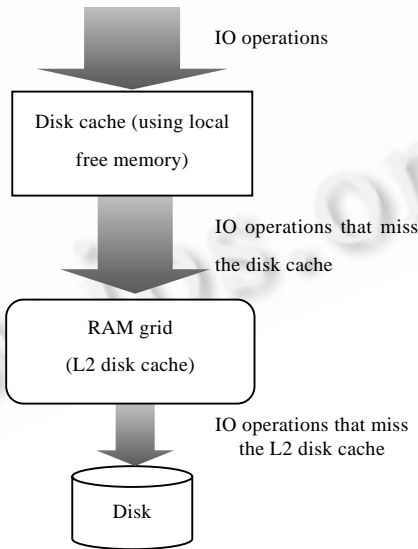 IO operations
Disk cache (using local
free memory)
IO operations that miss
the disk cache
RAM grid
(L2 disk cache)
IO operations that miss
the L2 disk cache
Disk